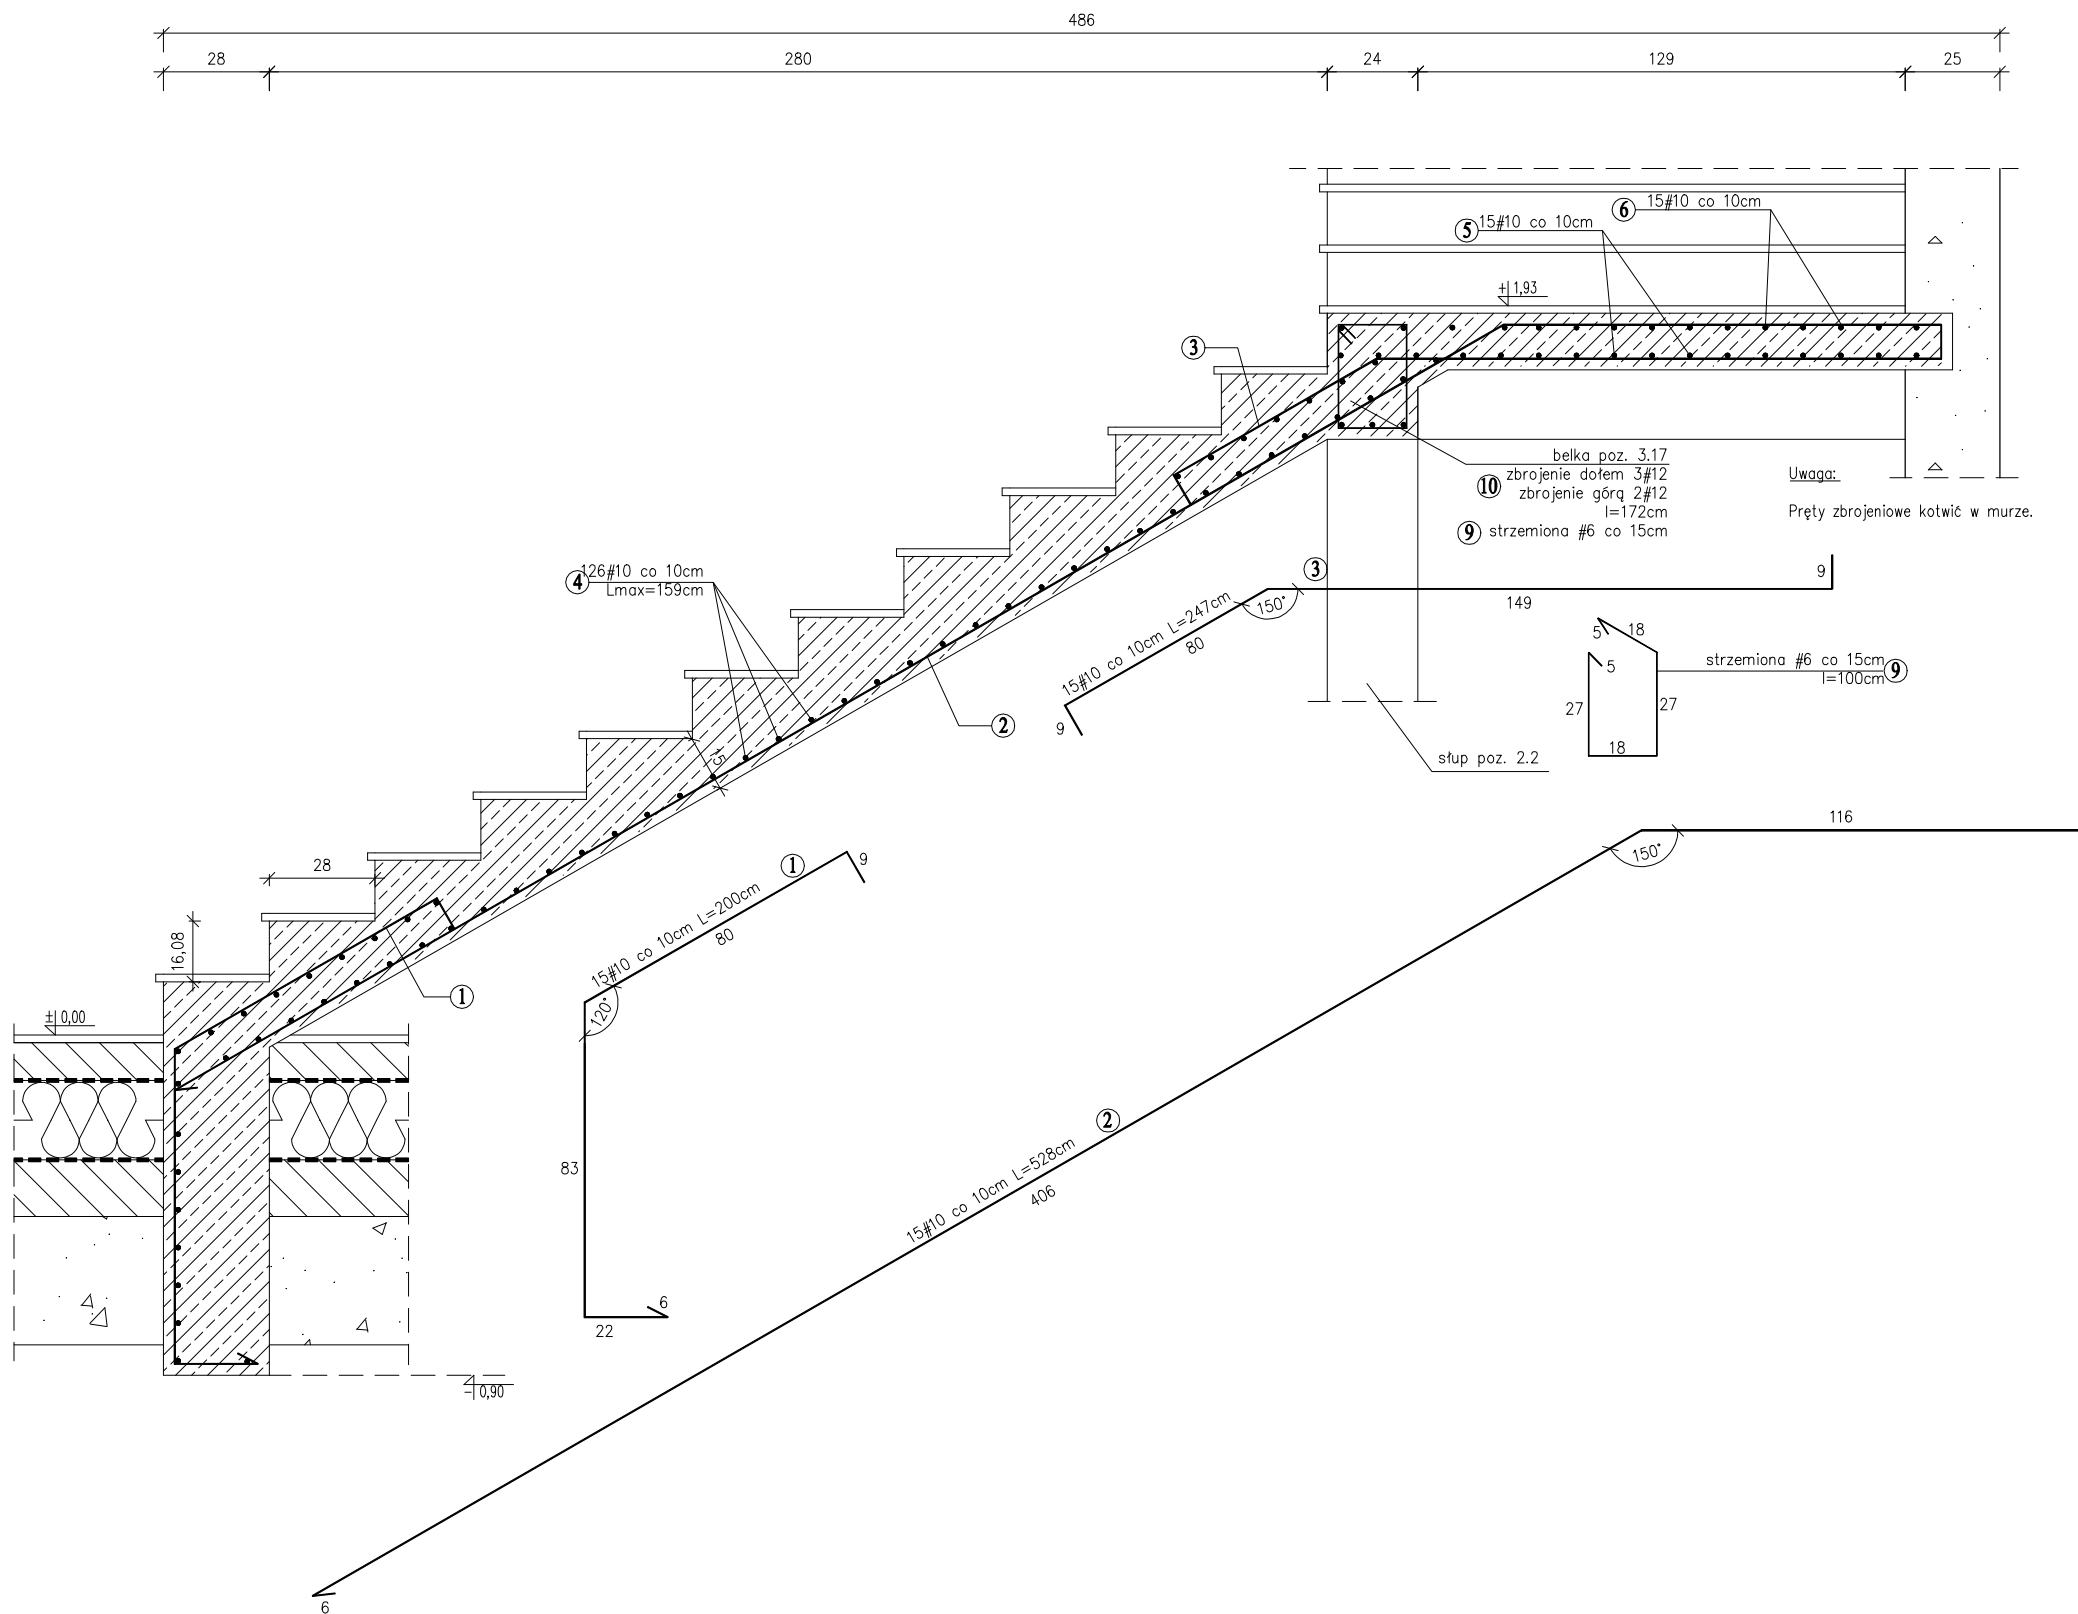 486
28
280
24
129
25
6 15#10 co 10cm
5 15#10 co 10cm
+1,93
3
belka poz. 3.17
10 zbrojenie dołem 3#12
zbrojenie górą 2#12
l=172cm
9 strzemiona #6 co 15cm
Uwaga:
Pręty zbrojeniowe kotwić w murze.
4 126#10 co 10cm
Lmax=159cm
3
9
149
150°
15#10 co 10cm L=247cm
80
9
2
5
18
5
27
27
18
strzemiona #6 co 15cm 9
l=100cm
15
słup poz. 2.2
116
150°
28
1
9
15#10 co 10cm L=200cm
80
16,08
1
120°
±0,00
2
83
15#10 co 10cm L=528cm
406
6
22
-0,90
6